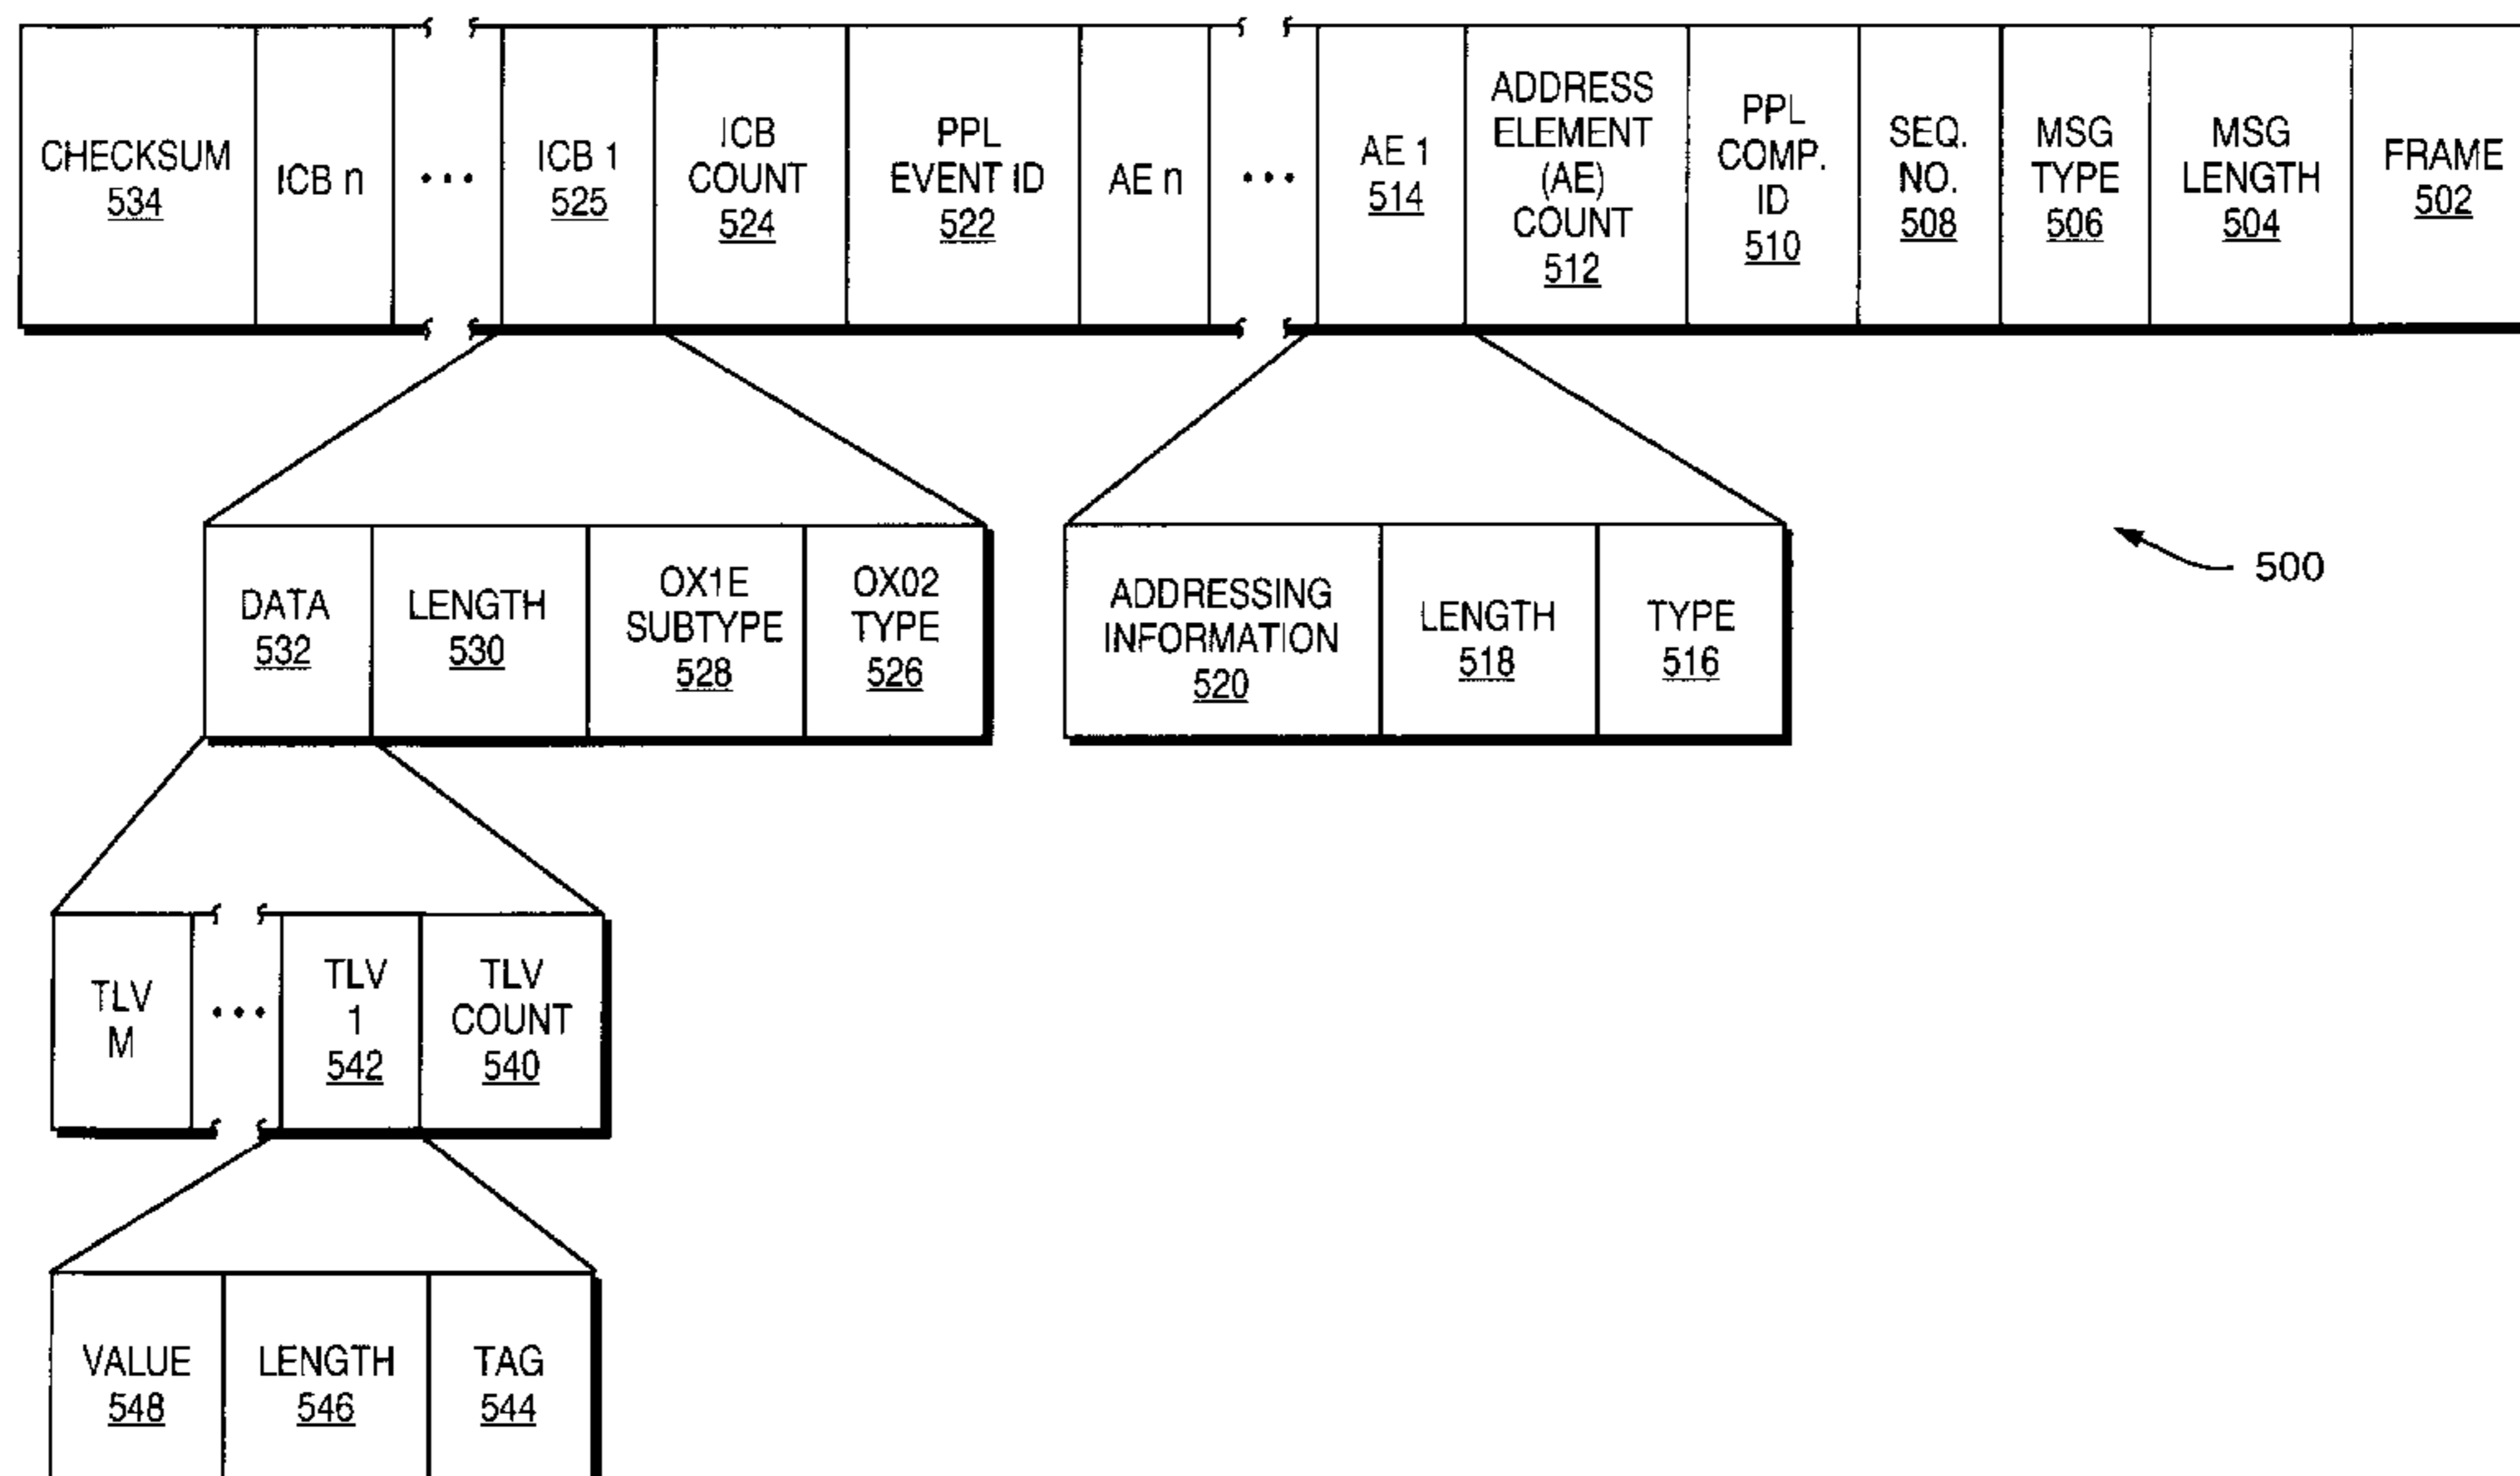 CHECKSUM
534
ICB n
•••
ICB 1
525
ICB
COUNT
524
PPL
EVENT ID
522
AE n
•••
AE 1
514
ADDRESS
ELEMENT
(AE)
COUNT
512
PPL
COMP.
ID
510
SEQ.
NO.
508
MSG
TYPE
506
MSG
LENGTH
504
FRAME
502
DATA
532
LENGTH
530
OX1E
SUBTYPE
528
OX02
TYPE
526
ADDRESSING
INFORMATION
520
LENGTH
518
TYPE
516
500
TLV
M
•••
TLV
1
542
TLV
COUNT
540
VALUE
548
LENGTH
546
TAG
544